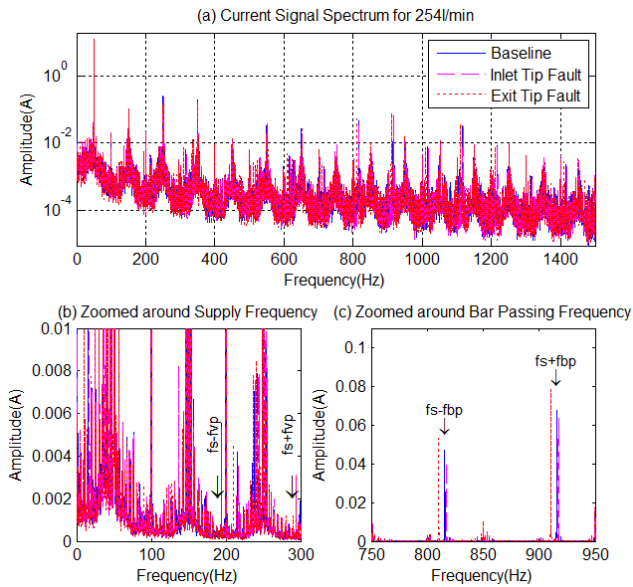 (a) Current Signal Spectrum for 254l/min
Baseline
Inlet Tip Fault
Exit Tip Fault
Amplitude(A)
10^0
10^-2
10^-4
0 200 400 600 800 1000 1200 1400
Frequency(Hz)
(b) Zoomed around Supply Frequency
Amplitude(A)
0.01
0.008
0.006
0.004
0.002
0
fs-fvp
fs+fvp
0 100 200 300
Frequency(Hz)
(c) Zoomed around Bar Passing Frequency
Amplitude(A)
0.1
0.08
0.06
0.04
0.02
0
fs+fbp
fs-fbp
750 800 850 900 950
Frequency(Hz)